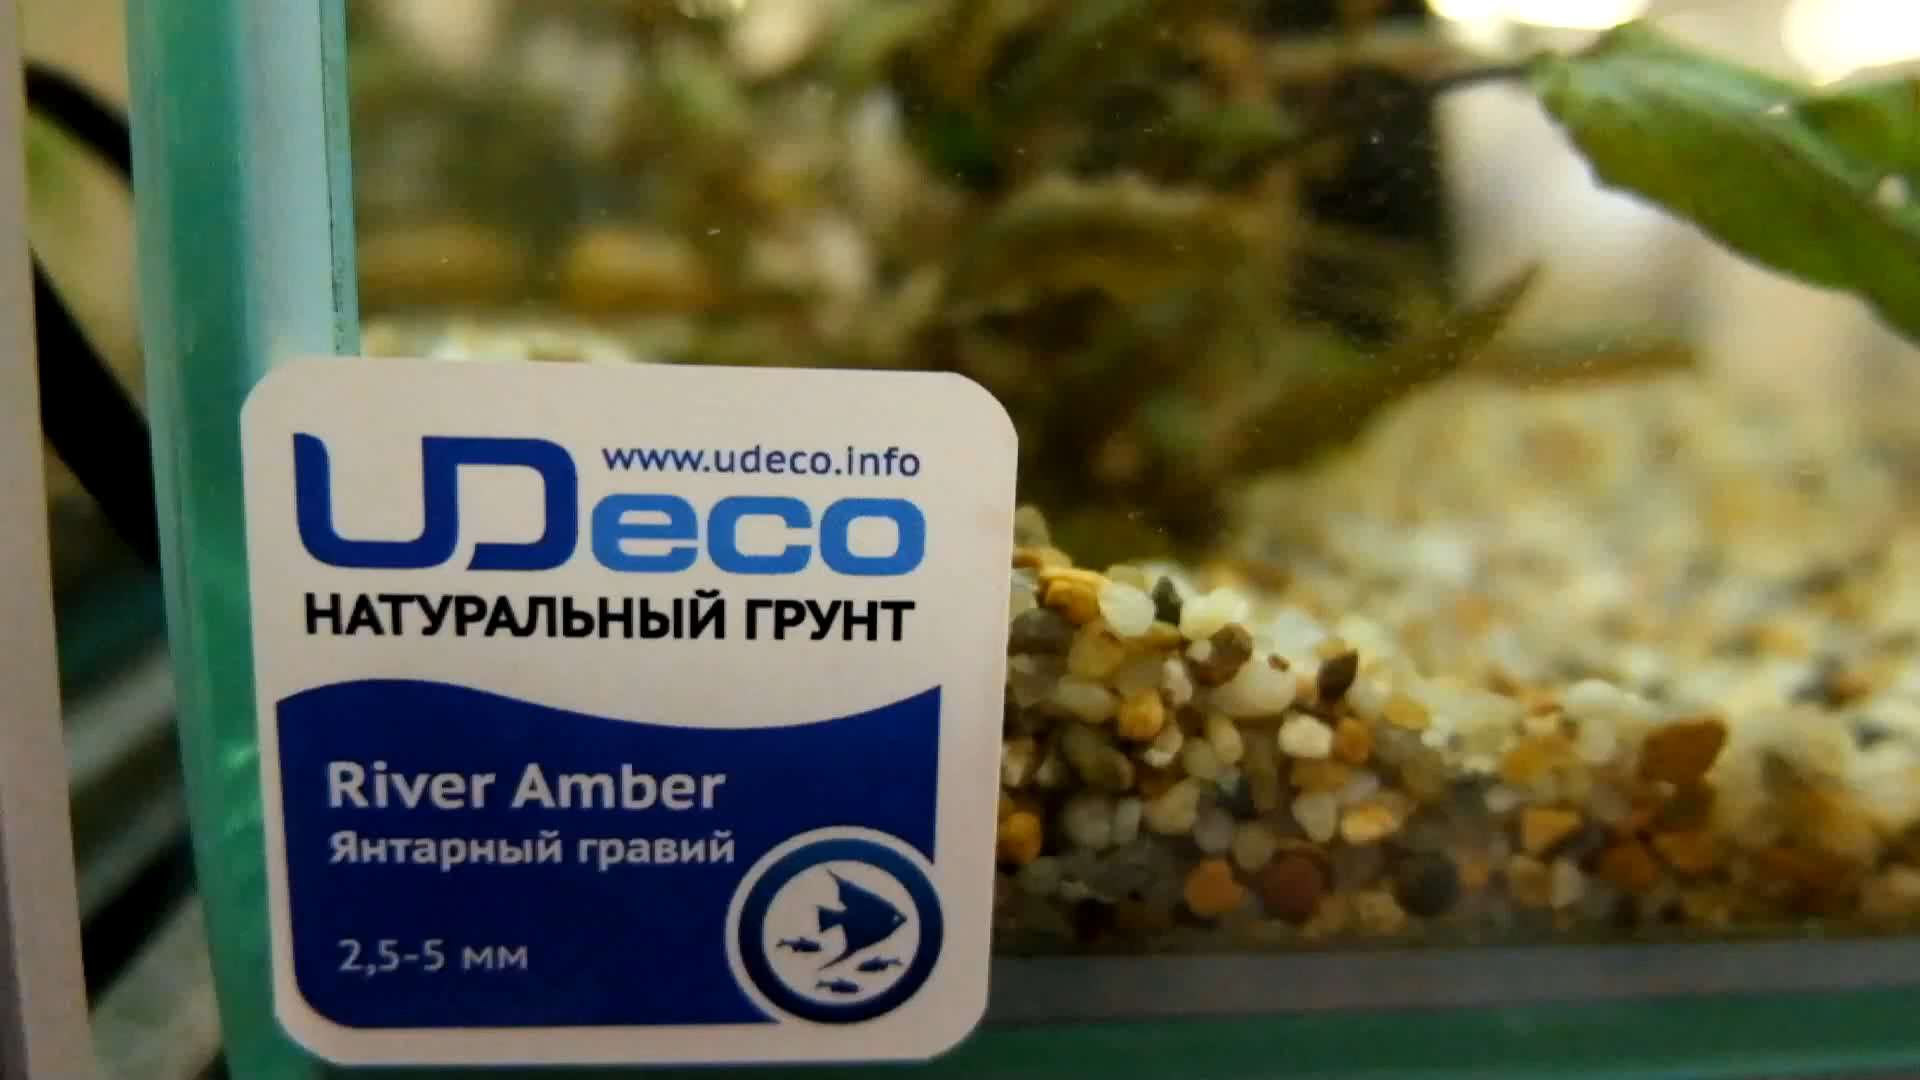 www.udeco.info
UDeco
НАТУРАЛЬНЫЙ ГРУНТ
River Amber
Янтарный гравий
2,5-5 мм